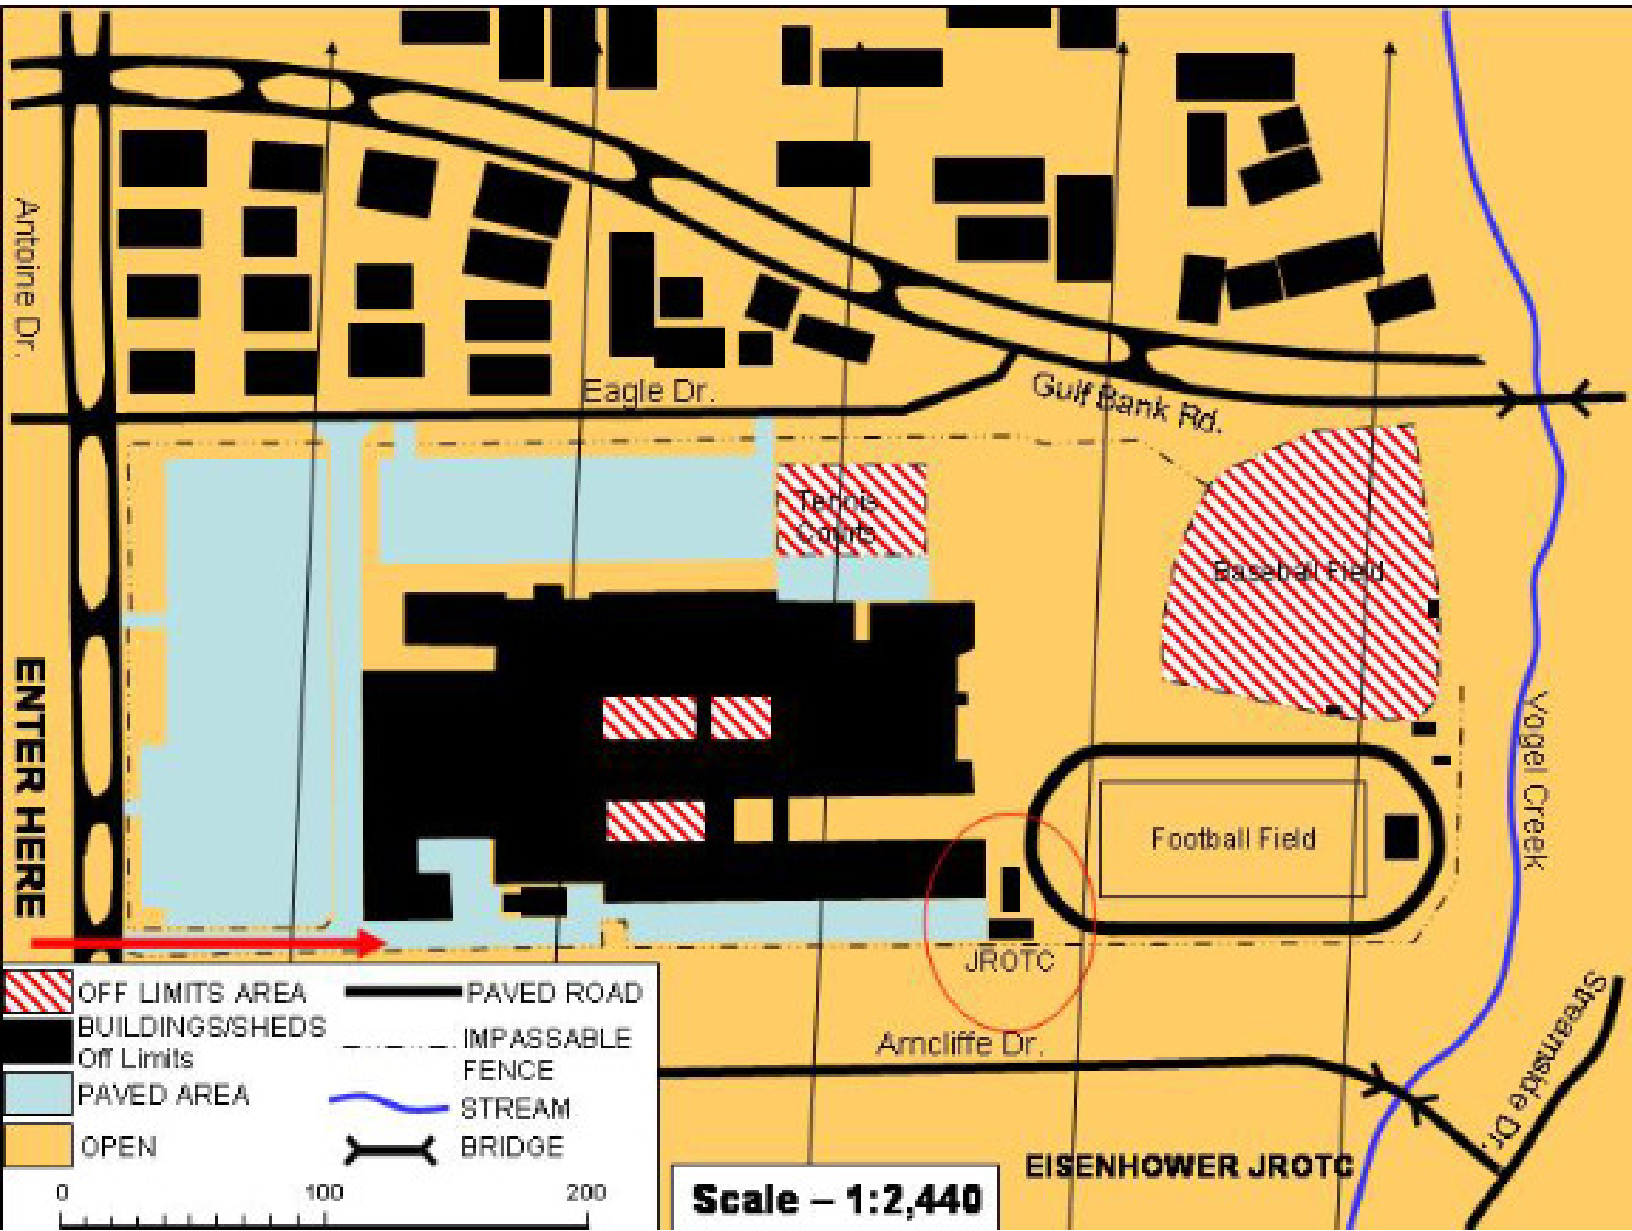 Antoine Dr.
Eagle Dr.
Gulf Bank Rd.
Tennis
Courts
Baseball Field
ENTER HERE
Vogel Creek
Football Field
JROTC
Arncliffe Dr.
Streamside Dr.
OFF LIMITS AREA
BUILDINGS/SHEDS
Off Limits
PAVED AREA
OPEN
PAVED ROAD
IMPASSABLE
FENCE
STREAM
BRIDGE
0 100 200
Scale – 1:2,440
EISENHOWER JROTC